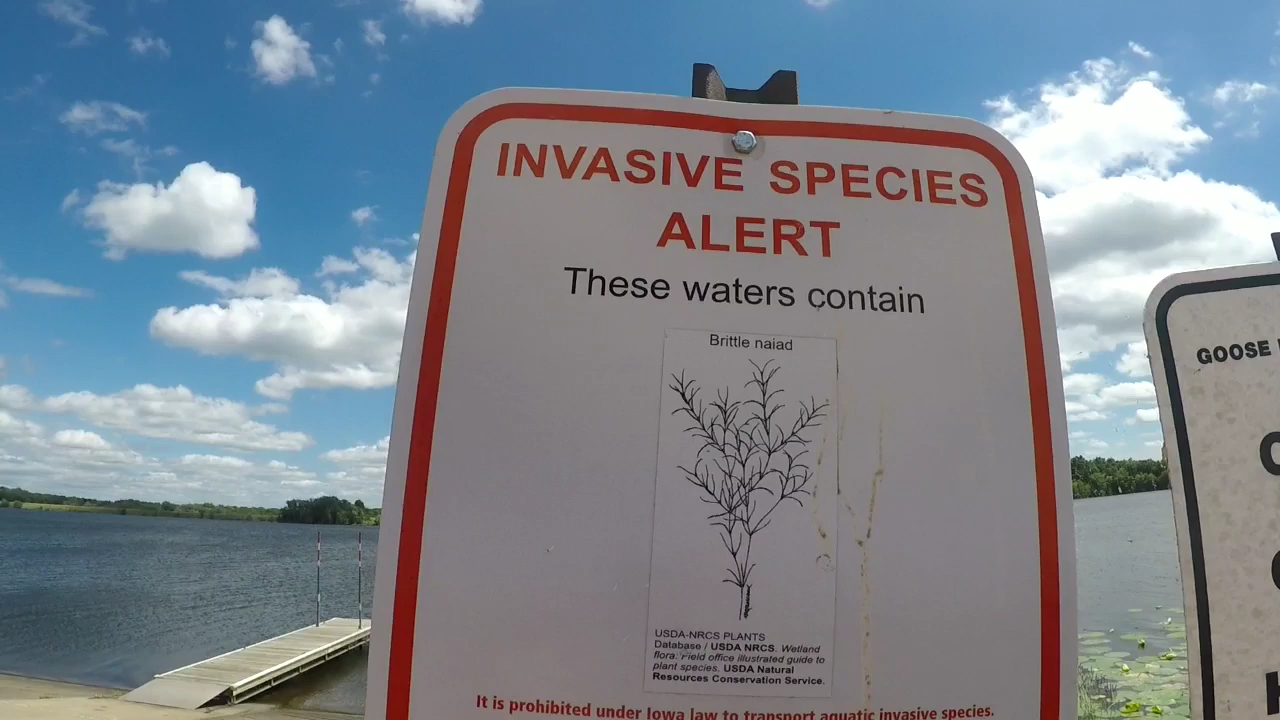 INVASIVE SPECIES
ALERT
These waters contain
Brittle naiad
USDA-NRCS PLANTS
Database / USDA NRCS. Wetland
flora: Field office illustrated guide to
plant species. USDA Natural
Resources Conservation Service.
It is prohibited under Iowa law to transport aquatic invasive species.
GOOSE